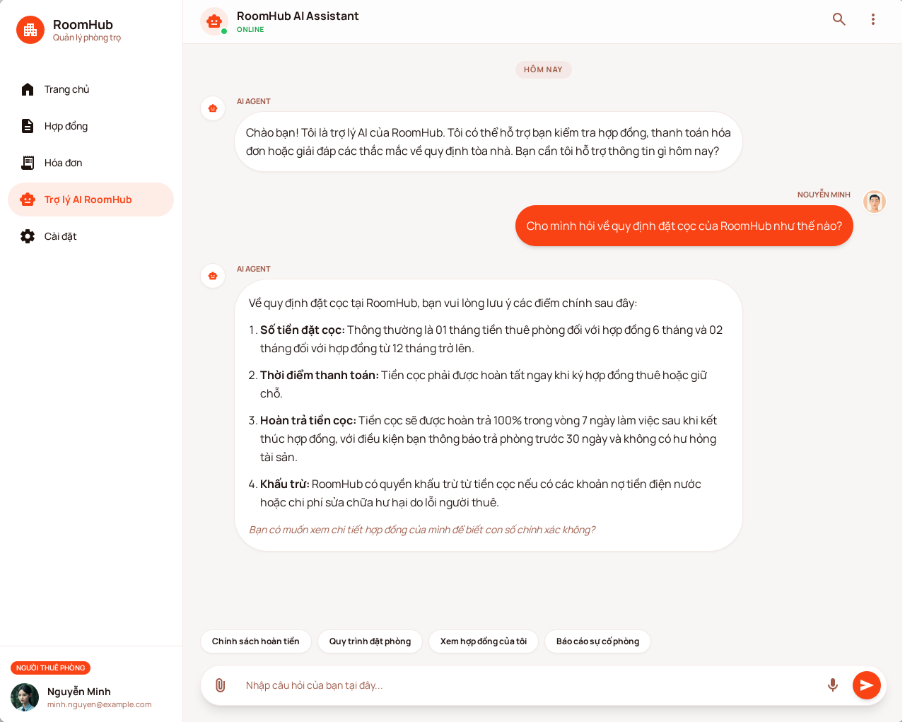 RoomHub
Quản lý phòng trọ
Trang chủ
Hợp đồng
Hóa đơn
Trợ lý AI RoomHub
Cài đặt
NGƯỜI THUÊ PHÒNG
Nguyễn Minh
minh.nguyen@example.com
RoomHub AI Assistant
ONLINE
HÔM NAY
AI AGENT
Chào bạn! Tôi là trợ lý AI của RoomHub. Tôi có thể hỗ trợ bạn kiểm tra hợp đồng, thanh toán hóa
đơn hoặc giải đáp các thắc mắc về quy định tòa nhà. Bạn cần tôi hỗ trợ thông tin gì hôm nay?
NGUYỄN MINH
Cho mình hỏi về quy định đặt cọc của RoomHub như thế nào?
AI AGENT
Về quy định đặt cọc tại RoomHub, bạn vui lòng lưu ý các điểm chính sau đây:
1. Số tiền đặt cọc: Thông thường là 01 tháng tiền thuê phòng đối với hợp đồng 6 tháng và 02
tháng đối với hợp đồng từ 12 tháng trở lên.
2. Thời điểm thanh toán: Tiền cọc phải được hoàn tất ngay khi ký hợp đồng thuê hoặc giữ
chỗ.
3. Hoàn trả tiền cọc: Tiền cọc sẽ được hoàn trả 100% trong vòng 7 ngày làm việc sau khi kết
thúc hợp đồng, với điều kiện bạn thông báo trả phòng trước 30 ngày và không có hư hỏng
tài sản.
4. Khấu trừ: RoomHub có quyền khấu trừ từ tiền cọc nếu có các khoản nợ tiền điện nước
hoặc chi phí sửa chữa hư hại do lỗi người thuê.
Bạn có muốn xem chi tiết hợp đồng của mình để biết con số chính xác không?
Chính sách hoàn tiền
Quy trình đặt phòng
Xem hợp đồng của tôi
Báo cáo sự cố phòng
Nhập câu hỏi của bạn tại đây...